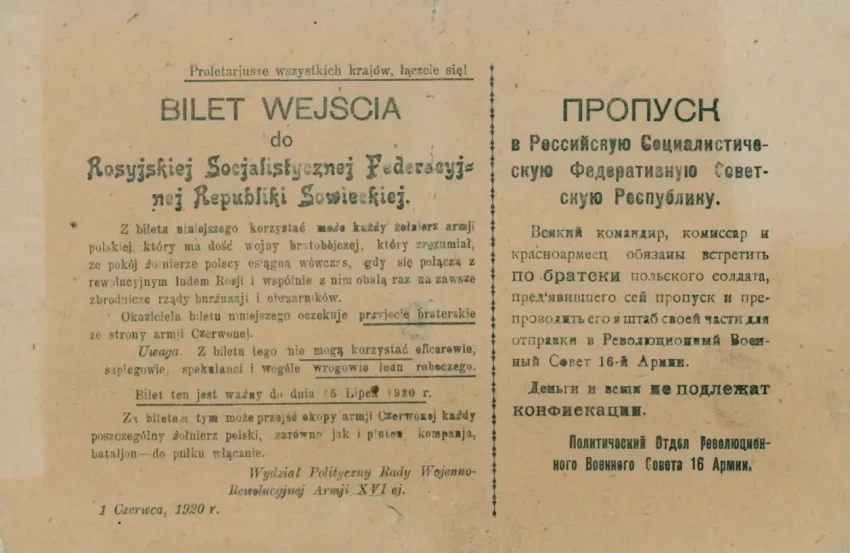 Proletarjusze wszystkich krajów, łączcie się!
BILET WEJŚCIA
do
Rosyjskiej Socjalistycznej Federacyj-
nej Republiki Sowieckiej.
Z bileta niniejszego korzystać może każdy żołnierz armji
polskiej, który ma dość wojny bratobójczej, który zrozumiał,
że pokój żołnierze polscy osiągną wówczas, gdy się połączą z
rewolucyjnym ludem Rosji i wspólnie z nim obalą raz na zawsze
zbrodnicze rządy burżuazji i obszarników.
Okaziciela biletu niniejszego oczekuje przyjęcie braterskie
ze strony armji Czerwonej.
Uwaga. Z biletu tego nie mogą korzystać oficerowie,
szpiegowie, spekulanci i wogóle wrogowie ludu roboczego.
Bilet ten jest ważny do dnia 15 Lipca 1920 r.
Za biletem tym może przejść okopy armji Czerwonej każdy
poszczególny żołnierz polski, zarówno jak i pluton kompanja,
bataljon—do pułku włącznie.
Wydział Polityczny Rady Wojenno-
Rewolucyjnej Armji XVI ej.
1 Czerwca, 1920 r.
ПРОПУСК
в Российскую Социалистиче-
скую Федеративную Совет-
скую Республику.
Всякий командир, комиссар и
красноармеец обязаны встретить
по братски польского солдата,
пред'явившего сей пропуск и пре-
проводить его в штаб своей части для
отправки в Революционный Воен-
ный Совет 16-й Армии.
Деньги и вещи не подлежат
конфискации.
Политический Отдел Революцион-
ного Военного Совета 16 Армии.